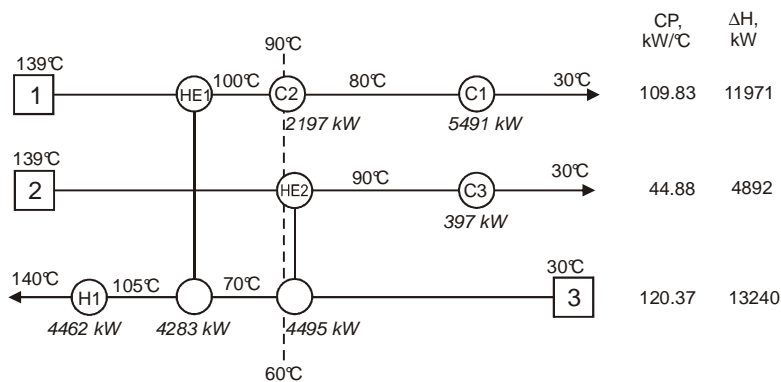 CP, ΔH,
kW/°C kW
90°C
139°C 100°C 80°C 30°C
1 HE1 C2 C1 109.83 11971
2197 kW 5491 kW
139°C 90°C 30°C
2 HE2 C3 44.88 4892
397 kW
140°C 105°C 70°C 30°C
H1 3 120.37 13240
4462 kW 4283 kW 4495 kW
60°C